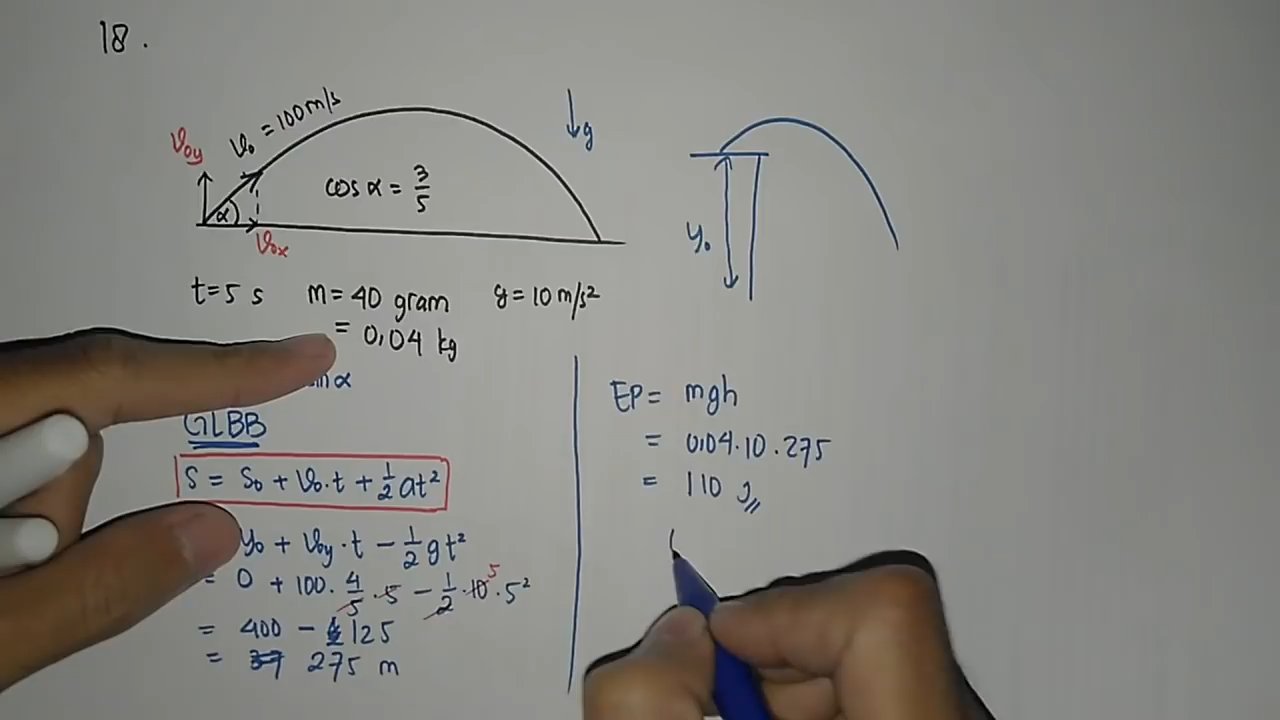 18.
v₀ = 100 m/s
v₀y
cos α = 3/5
α
v₀x
g
y₀
t = 5 s   m = 40 gram   g = 10 m/s²
= 0,04 kg
α
GLBB
S = S₀ + v₀.t + 1/2 at²
y₀ + v₀y · t − 1/2 gt²
= 0 + 100. 4/5 . 5 − 1/2 . 10 5 . 5²
= 400 − 125
= 275 m
EP = mgh
= 0,04.10.275
= 110 J
(